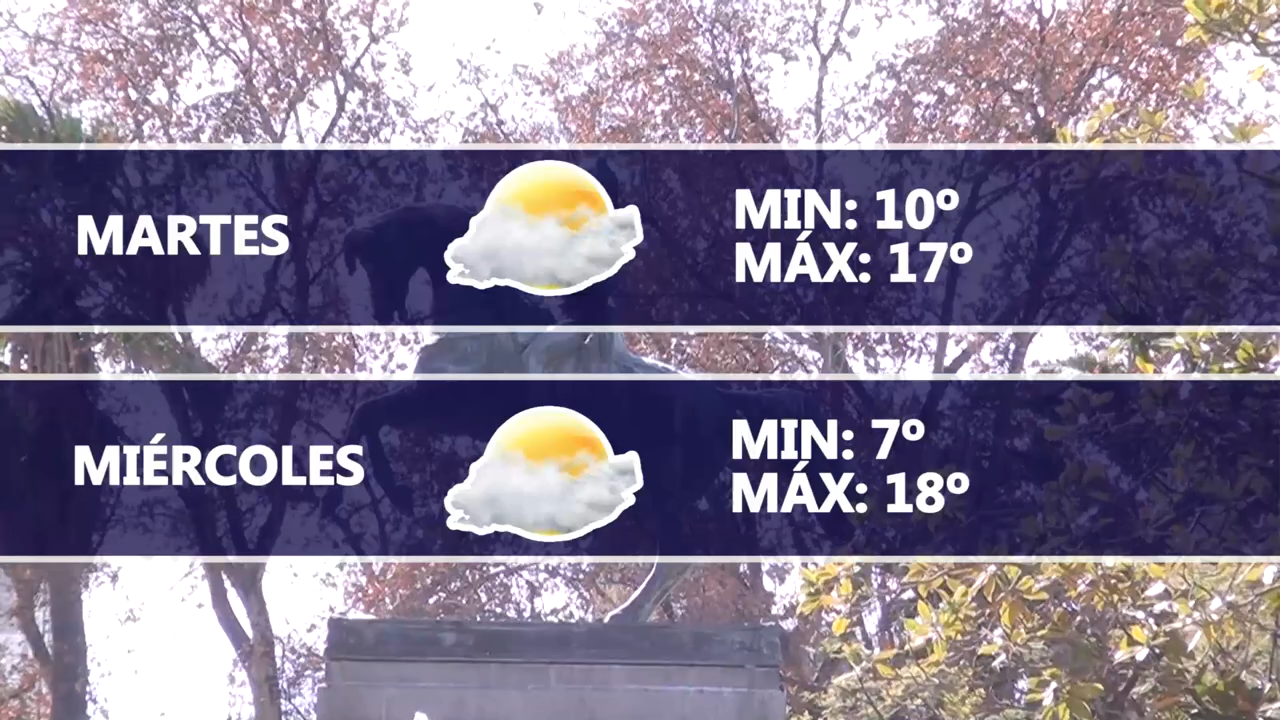 MARTES
MIN: 10º
MÁX: 17º
MIÉRCOLES
MIN: 7º
MÁX: 18º